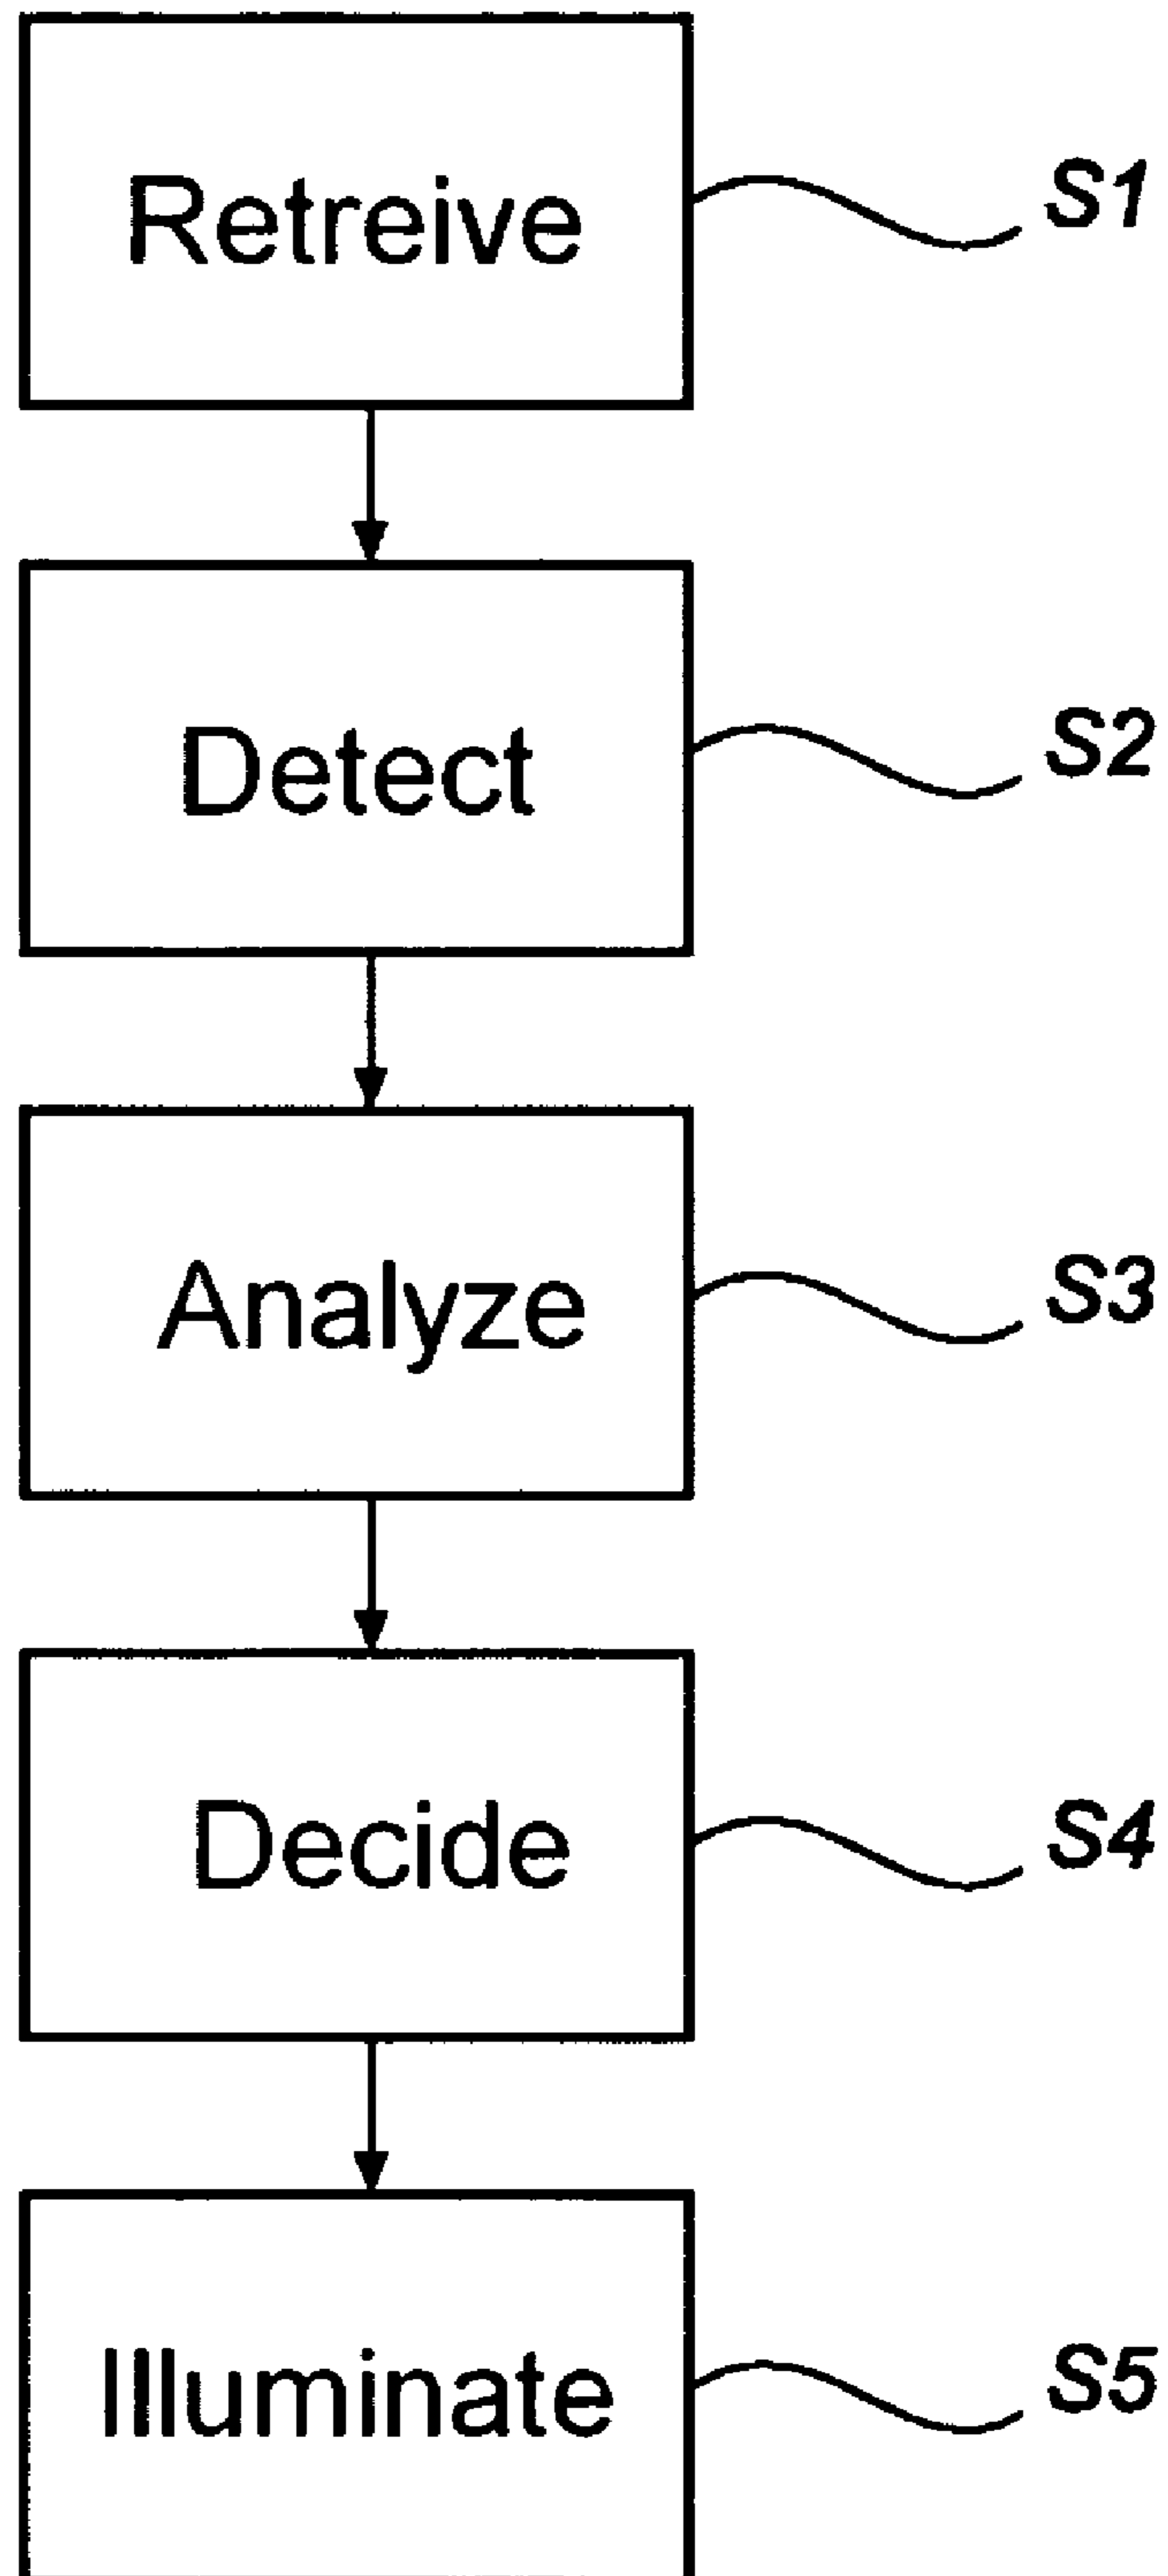 Retreive S1
Detect S2
Analyze S3
Decide S4
Illuminate S5